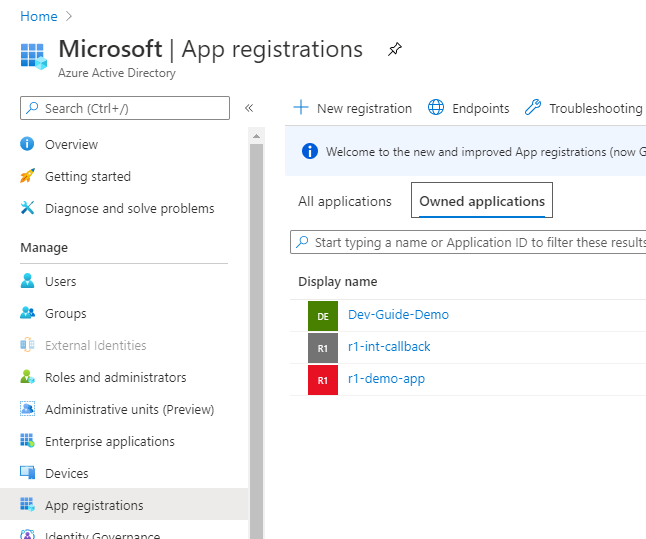 Home
Microsoft | App registrations
Azure Active Directory
Search (Ctrl+/)
Overview
Getting started
Diagnose and solve problems
Manage
Users
Groups
External Identities
Roles and administrators
Administrative units (Preview)
Enterprise applications
Devices
App registrations
Identity Governance
New registration Endpoints Troubleshooting
Welcome to the new and improved App registrations (now G
All applications Owned applications
Start typing a name or Application ID to filter these results
Display name
DE Dev-Guide-Demo
R1 r1-int-callback
R1 r1-demo-app